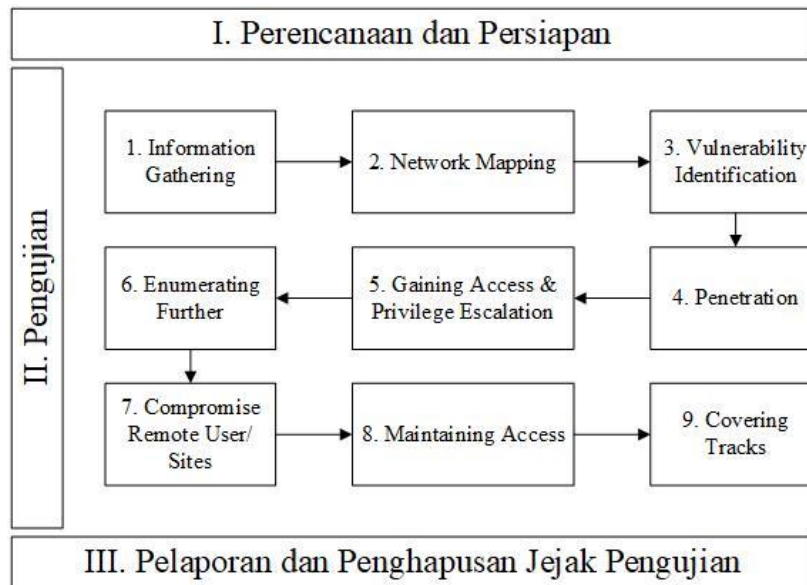 I. Perencanaan dan Persiapan
II. Pengujian
1. Information
Gathering
2. Network Mapping
3. Vulnerability
Identification
6. Enumerating
Further
5. Gaining Access &
Privilege Escalation
4. Penetration
7. Compromise
Remote User/
Sites
8. Maintaining Access
9. Covering
Tracks
III. Pelaporan dan Penghapusan Jejak Pengujian